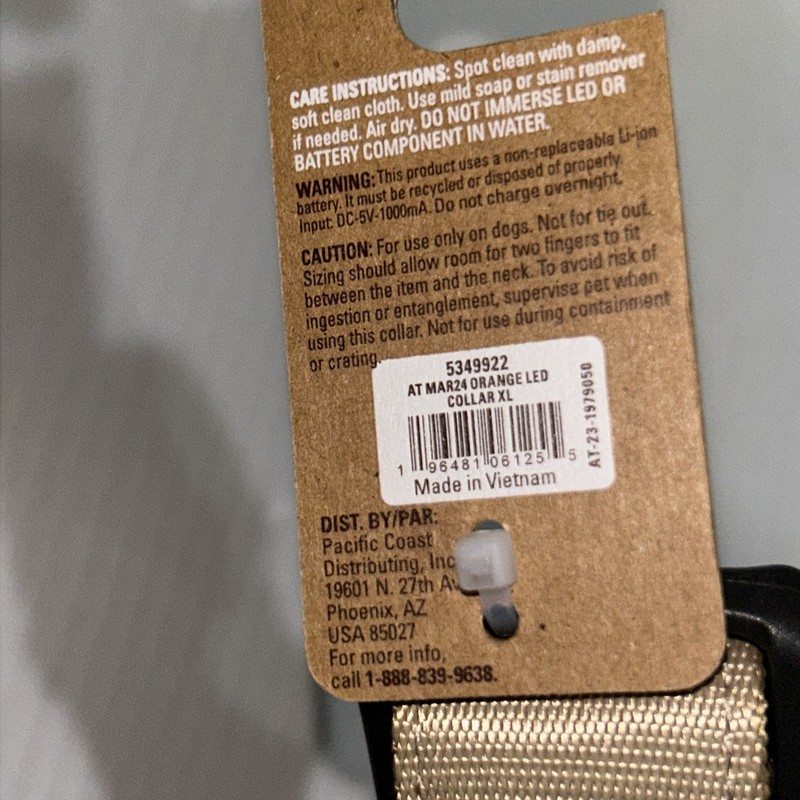 CARE INSTRUCTIONS: Spot clean with damp,
soft clean cloth. Use mild soap or stain remover
if needed. Air dry. DO NOT IMMERSE LED OR
BATTERY COMPONENT IN WATER.
WARNING: This product uses a non-replaceable Li-ion
battery. It must be recycled or disposed of properly.
Input: DC-5V-1000mA. Do not charge overnight.
CAUTION: For use only on dogs. Not for tie out.
Sizing should allow room for two fingers to fit
between the item and the neck. To avoid risk of
ingestion or entanglement, supervise pet when
using this collar. Not for use during containment
or crating.
5349922
AT MAR24 ORANGE LED
COLLAR XL
1 96481 06125 5
Made in Vietnam
AT-23-1979050
DIST. BY/PAR:
Pacific Coast
Distributing, Inc
19601 N. 27th Av
Phoenix, AZ
USA 85027
For more info,
call 1-888-839-9638.